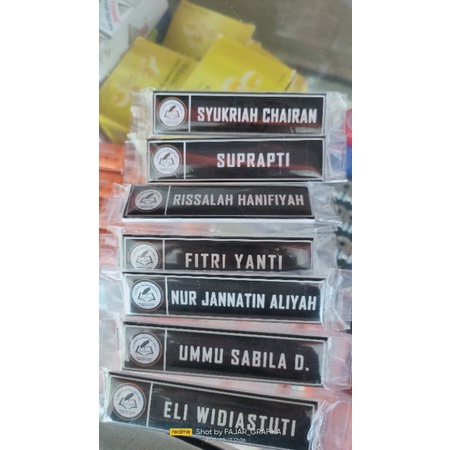 SYUKRIAH CHAIRAN
SUPRAPTI
RISSALAH HANIFIYAH
FITRI YANTI
NUR JANNATIN ALIYAH
UMMU SABILA D.
ELI WIDIASTUTI
realme Shot by FAJAR_GRAFIKA